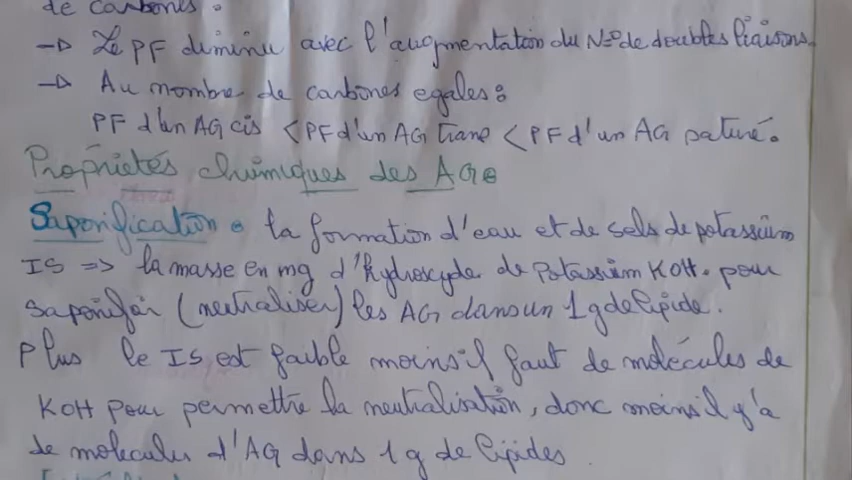 de carbones :
→ Le PF diminue avec l'augmentation du N=° de doubles liaisons.
→ Au nombre de carbones egales :
PF d'un AG cis < PF d'un AG trans < PF d'un AG saturé.
Propriétés chimiques des AG :
Saponification : la formation d'eau et de sels de potassium
IS => la masse en mg d'hydroxyde de Potassium KOH. pour
saponifier (neutraliser) les AG dans un 1g de lipide.
Plus le IS est faible moins il faut de molécules de
KOH pour permettre la neutralisation, donc moins il y'a
de molecules d'AG dans 1g de lipides.